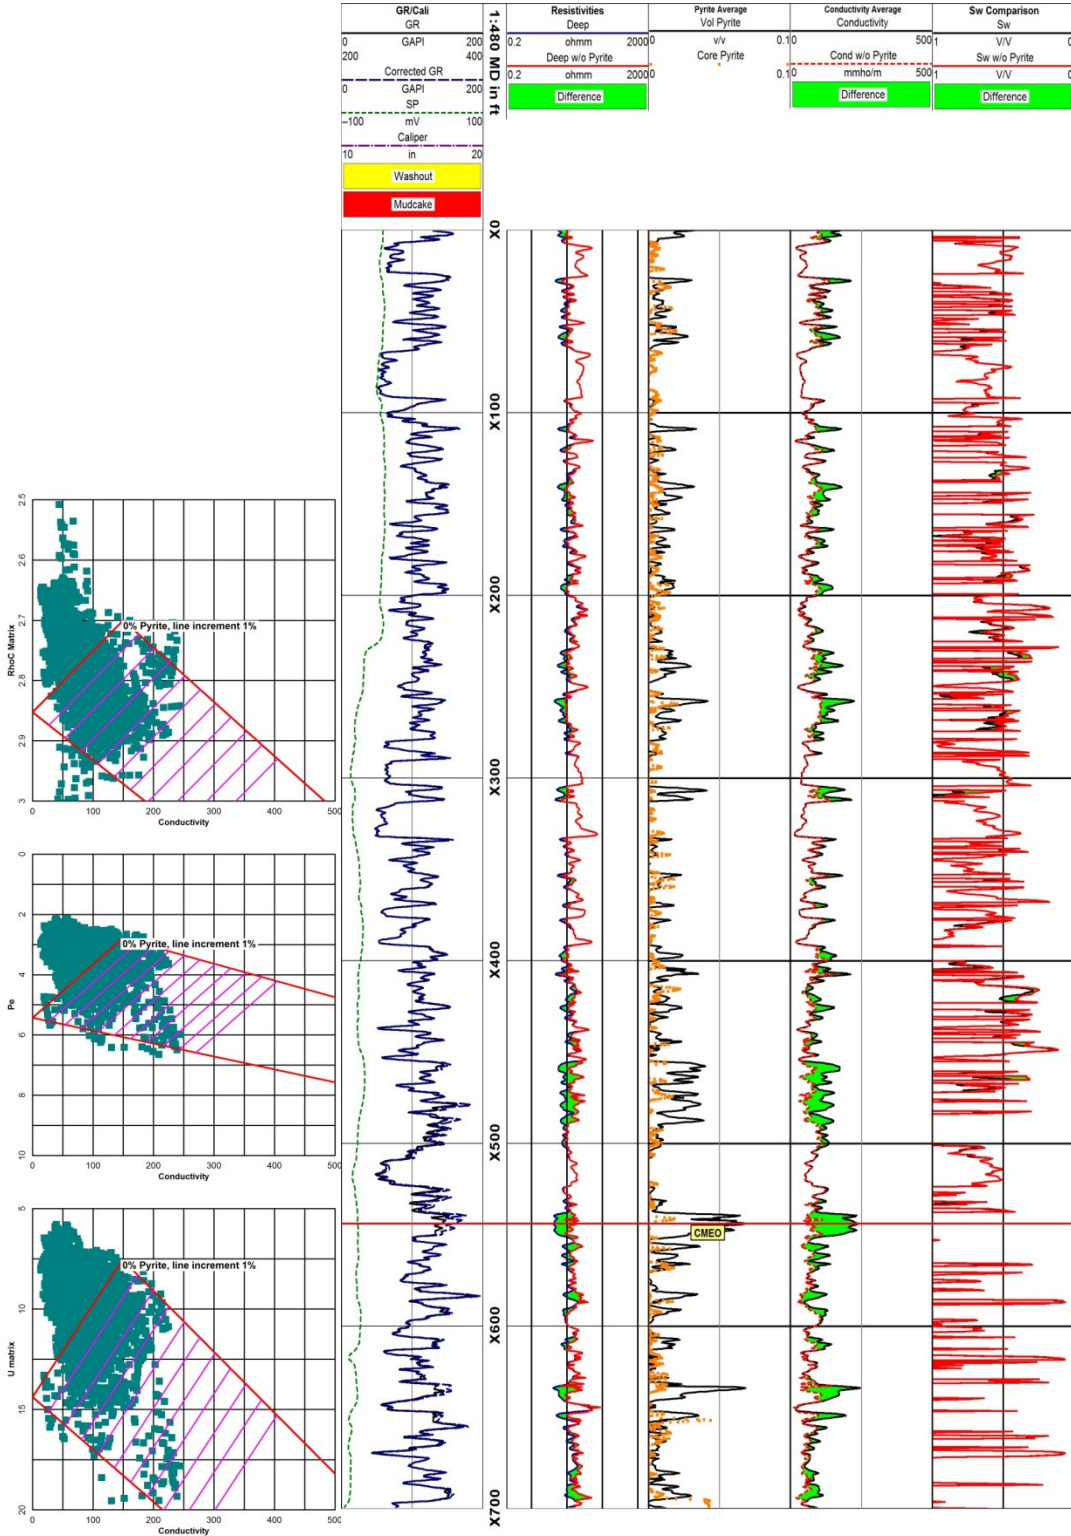 GR/Cali
GR
0 GAPI 200
200 400
Corrected GR
0 GAPI 200
SP
-100 mV 100
Caliper
10 in 20
Washout
Mudcake
1:480 MD in ft
Resistivities
Deep
0.2 ohmm 2000
Deep w/o Pyrite
0.2 ohmm 2000
Difference
Pyrite Average
Vol Pyrite
0 v/v 0.1
Core Pyrite
0 0.1
Conductivity Average
Conductivity
0 500
Cond w/o Pyrite
0 mmho/m 500
Difference
Sw Comparison
Sw
1 V/V 0
Sw w/o Pyrite
1 V/V 0
Difference
0X
X100
X200
X300
X400
X500
X600
X70X
CMEO
2.5
2.6
2.7
2.8
2.9
3
RhoC Matrix
0% Pyrite, line increment 1%
0 100 200 300 400 500
Conductivity
0
2
4
6
8
10
Pe
0% Pyrite, line increment 1%
0 100 200 300 400 500
Conductivity
5
10
15
20
U matrix
0% Pyrite, line increment 1%
0 100 200 300 400 500
Conductivity